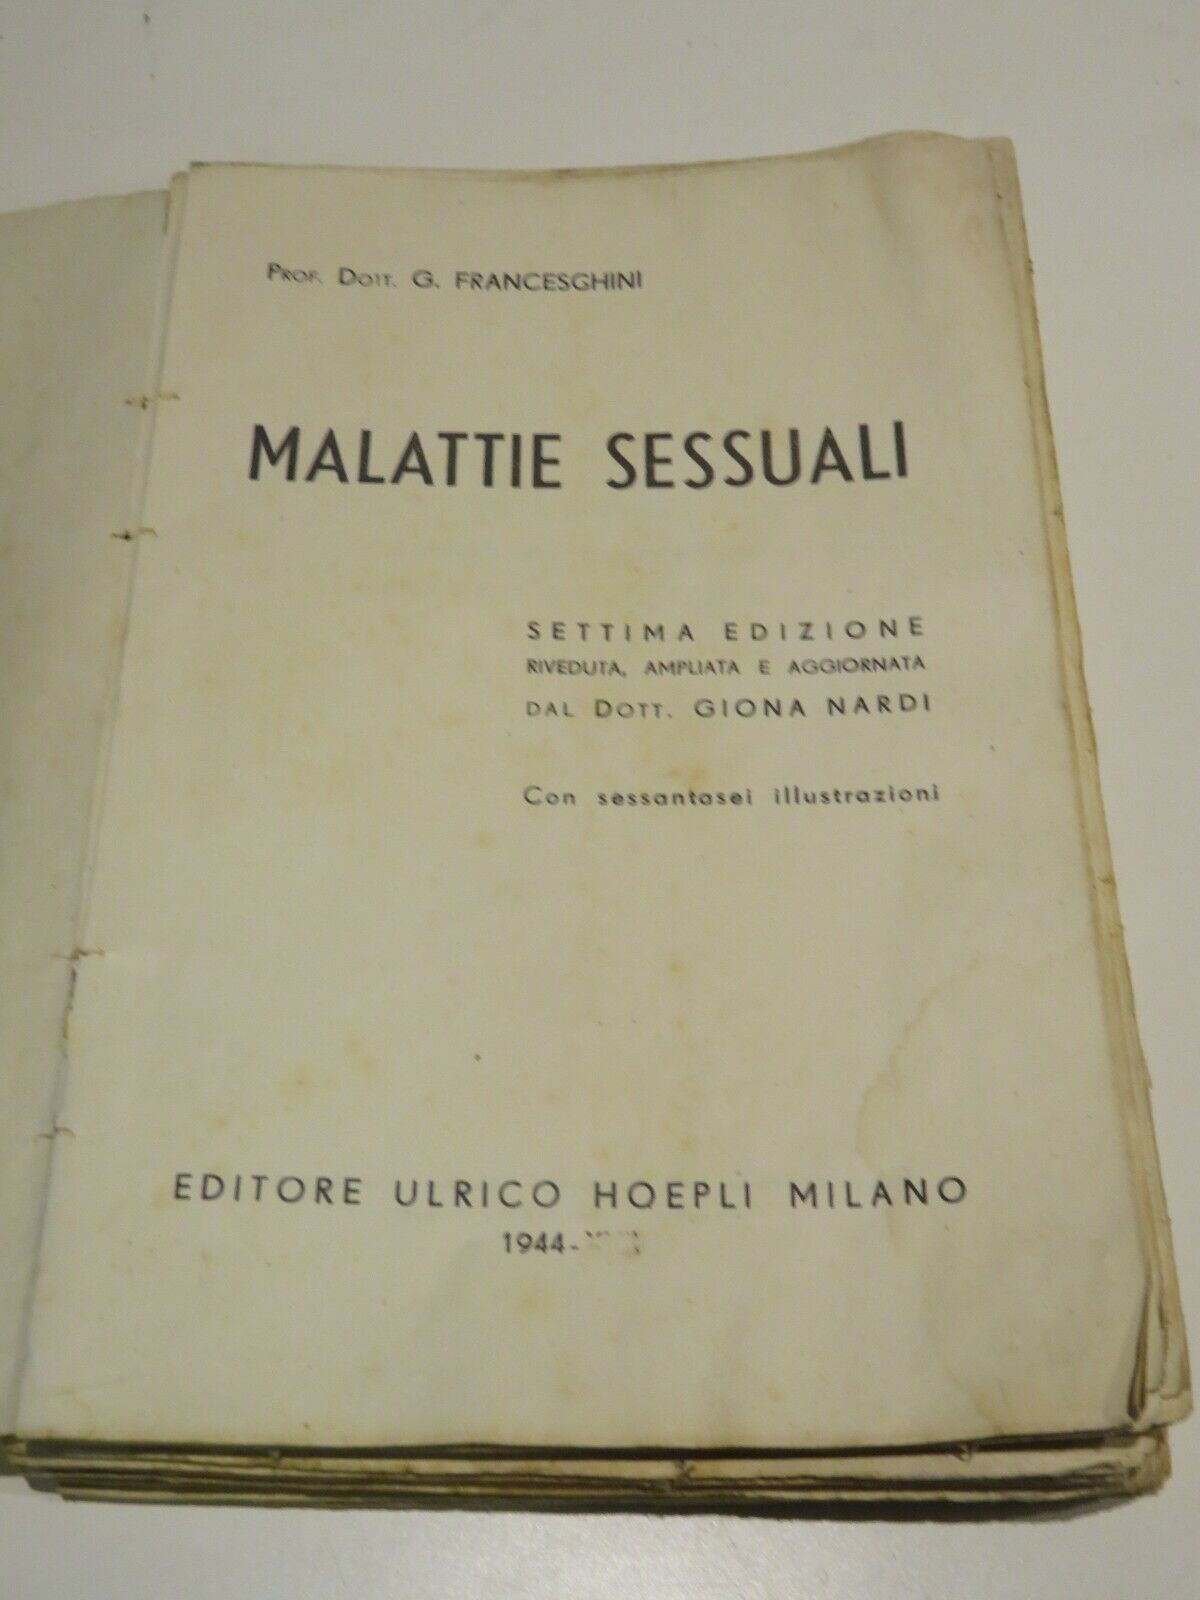 PROF. DOTT. G. FRANCESCHINI
MALATTIE SESSUALI
SETTIMA EDIZIONE
RIVEDUTA, AMPLIATA E AGGIORNATA
DAL DOTT. GIONA NARDI
Con sessantasei illustrazioni
EDITORE ULRICO HOEPLI MILANO
1944-